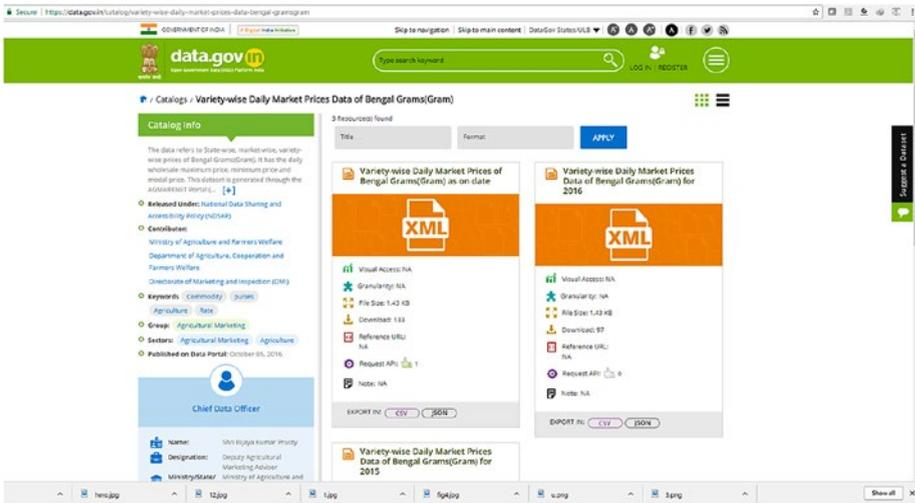 Secure | https://data.gov.in/catalog/variety-wise-daily-market-prices-data-bengal-gramsgram
GOVERNMENT OF INDIA
Skip to navigation | Skip to main content | DataGov States/ULB
data.gov in
Open Government Data (OGD) Platform India
Type search keyword
LOG IN | REGISTER
/ Catalogs / Variety-wise Daily Market Prices Data of Bengal Grams(Gram)
Catalog Info
The data refers to State-wise, market-wise, variety-
wise prices of Bengal Grams(Gram). It has the daily
wholesale maximum price, minimum price and
modal price. This dataset is generated through the
AGMARKNET Portal(... [+]
Released Under: National Data Sharing and
Accessibility Policy (NDSAP)
Contributor:
Ministry of Agriculture and Farmers Welfare
Department of Agriculture, Cooperation and
Farmers Welfare
Directorate of Marketing and Inspection (DMI)
Keywords Commodity pulses
Agriculture Rate
Group: Agricultural Marketing
Sectors: Agricultural Marketing Agriculture
Published on Data Portal: October 05, 2016
Chief Data Officer
Name: Shri Bijaya Kumar Prusty
Designation: Deputy Agricultural
Marketing Adviser
Ministry/State/ Ministry of Agriculture and
3 Resource(s) found
Title
Format
APPLY
Variety-wise Daily Market Prices of
Bengal Grams(Gram) as on date
XML
Visual Access: NA
Granularity: NA
File Size: 1.43 KB
Download: 133
Reference URL:
NA
Request API: 1
Note: NA
EXPORT IN: CSV JSON
Variety-wise Daily Market Prices
Data of Bengal Grams(Gram) for
2016
XML
Visual Access: NA
Granularity: NA
File Size: 1.43 KB
Download: 97
Reference URL:
NA
Request API: 0
Note: NA
EXPORT IN: CSV JSON
Variety-wise Daily Market Prices
Data of Bengal Grams(Gram) for
2015
Suggest a Dataset
hero.jpg
12.jpg
1.jpg
fig4.jpg
u.png
5.png
Show all